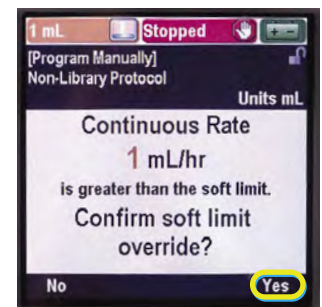 1 mL Stopped
[Program Manually]
Non-Library Protocol
Units mL
Continuous Rate
1 mL/hr
is greater than the soft limit.
Confirm soft limit
override?
No Yes